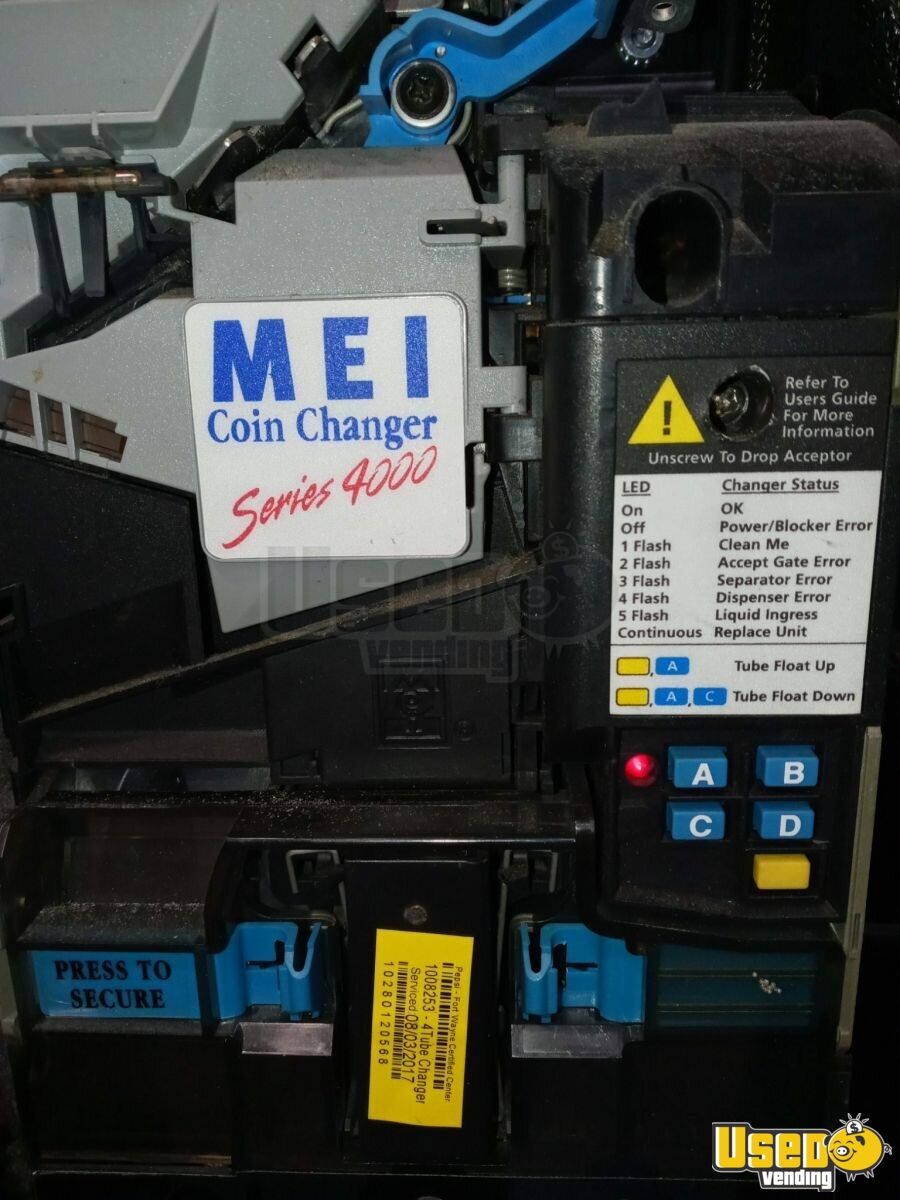 MEI
Coin Changer
Series 4000
Refer To
Users Guide
For More
Information
Unscrew To Drop Acceptor
LED Changer Status
On OK
Off Power/Blocker Error
1 Flash Clean Me
2 Flash Accept Gate Error
3 Flash Separator Error
4 Flash Dispenser Error
5 Flash Liquid Ingress
Continuous Replace Unit
, A Tube Float Up
, A , C Tube Float Down
Used
vending
MEI ®
A B
C D
PRESS TO
SECURE
Pepsi - Fort Wayne Certified Center
1008253 - 4Tube Changer
Serviced 08/03/2017
10280120568
Used
vending